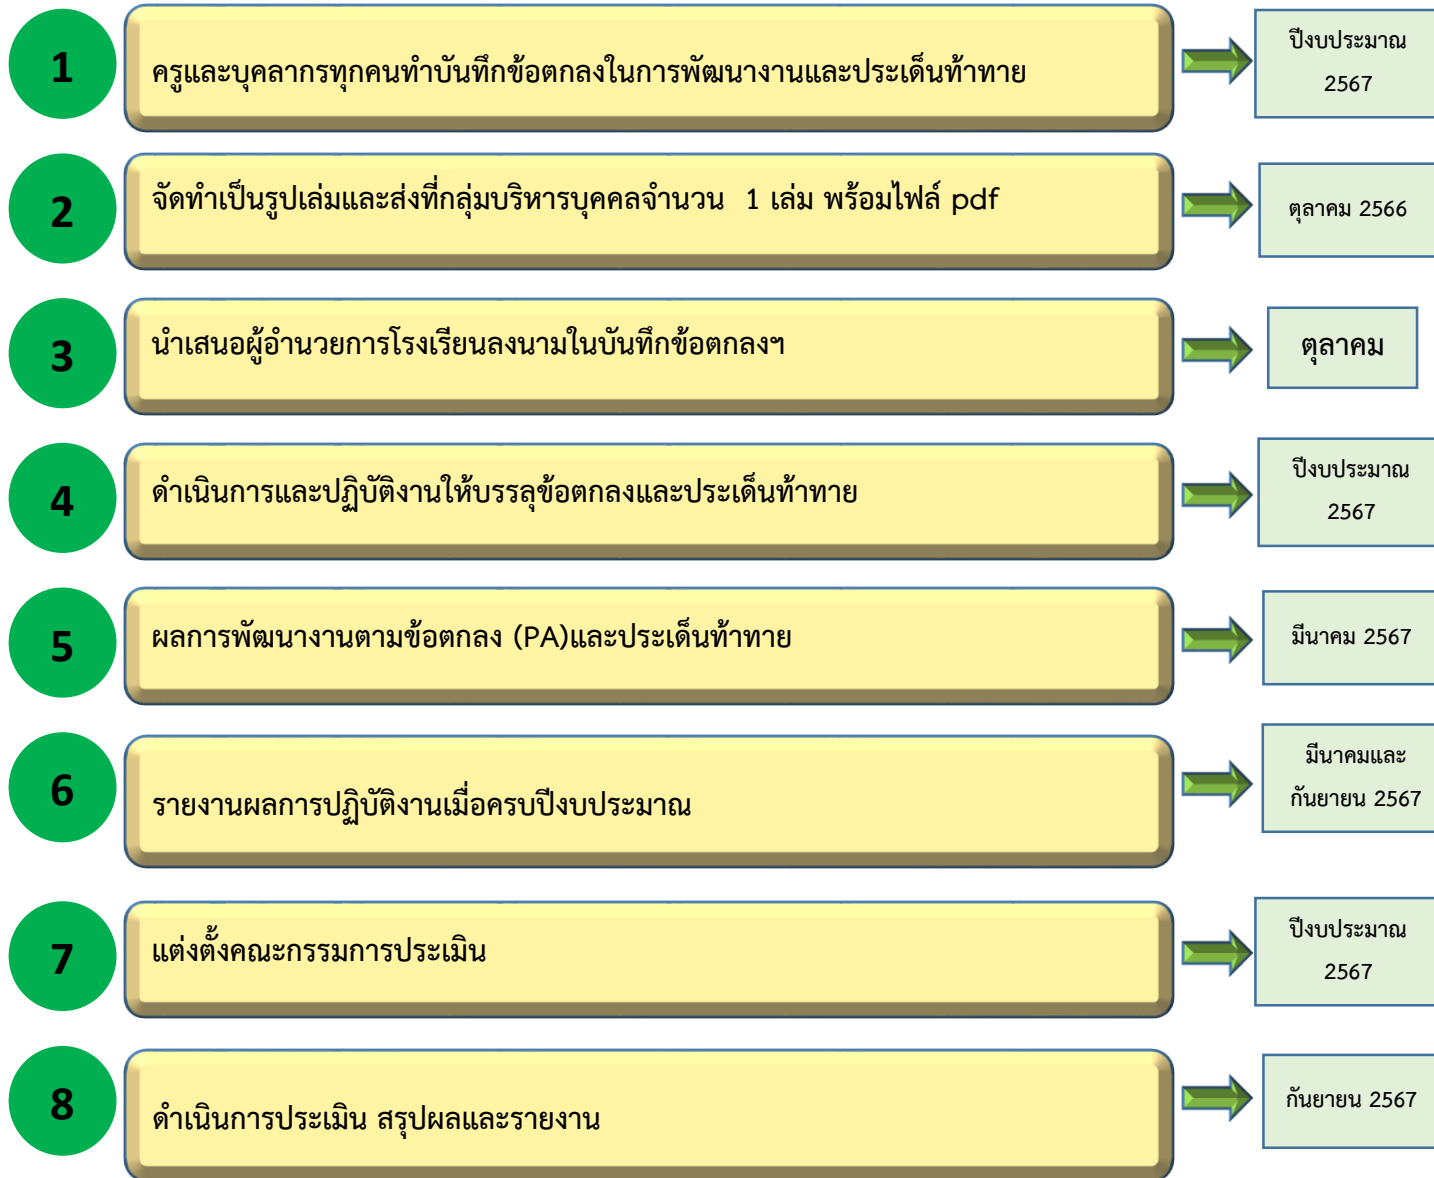 1
ครูและบุคลากรทุกคนทำบันทึกข้อตกลงในการพัฒนางานและประเด็นท้าทาย
ปีงบประมาณ
2567
2
จัดทำเป็นรูปเล่มและส่งที่กลุ่มบริหารบุคคลจำนวน 1 เล่ม พร้อมไฟล์ pdf
ตุลาคม 2566
3
นำเสนอผู้อำนวยการโรงเรียนลงนามในบันทึกข้อตกลงฯ
ตุลาคม
4
ดำเนินการและปฏิบัติงานให้บรรลุข้อตกลงและประเด็นท้าทาย
ปีงบประมาณ
2567
5
ผลการพัฒนางานตามข้อตกลง (PA)และประเด็นท้าทาย
มีนาคม 2567
6
รายงานผลการปฏิบัติงานเมื่อครบปีงบประมาณ
มีนาคมและ
กันยายน 2567
7
แต่งตั้งคณะกรรมการประเมิน
ปีงบประมาณ
2567
8
ดำเนินการประเมิน สรุปผลและรายงาน
กันยายน 2567